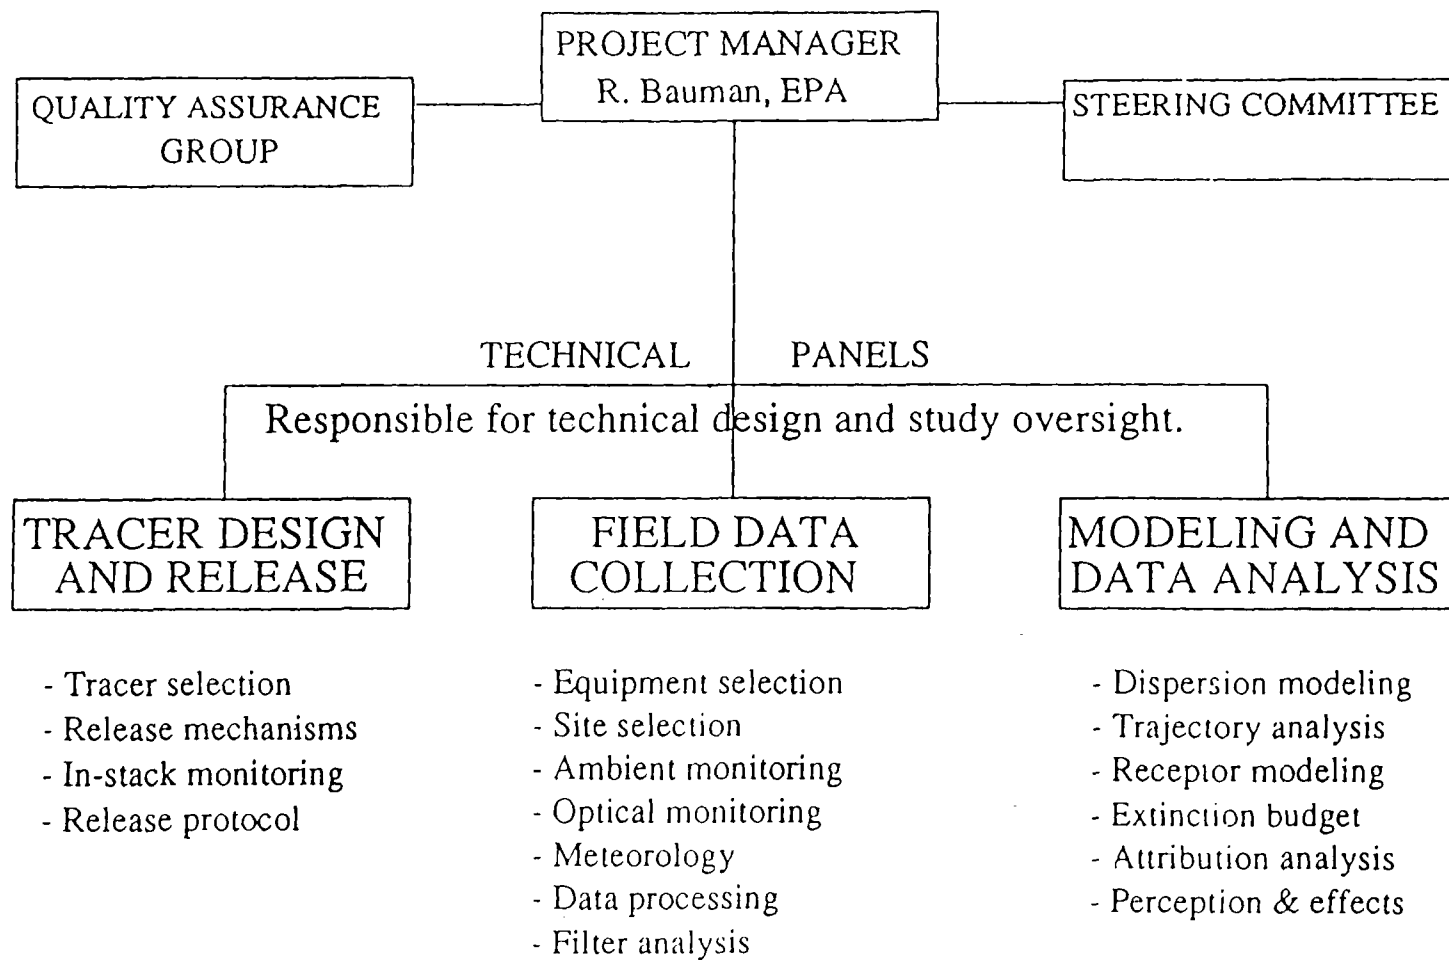 PROJECT MANAGER
R. Bauman, EPA
QUALITY ASSURANCE
GROUP
STEERING COMMITTEE
TECHNICAL PANELS
Responsible for technical design and study oversight.
TRACER DESIGN
AND RELEASE
- Tracer selection
- Release mechanisms
- In-stack monitoring
- Release protocol
FIELD DATA
COLLECTION
- Equipment selection
- Site selection
- Ambient monitoring
- Optical monitoring
- Meteorology
- Data processing
- Filter analysis
MODELING AND
DATA ANALYSIS
- Dispersion modeling
- Trajectory analysis
- Receptor modeling
- Extinction budget
- Attribution analysis
- Perception & effects